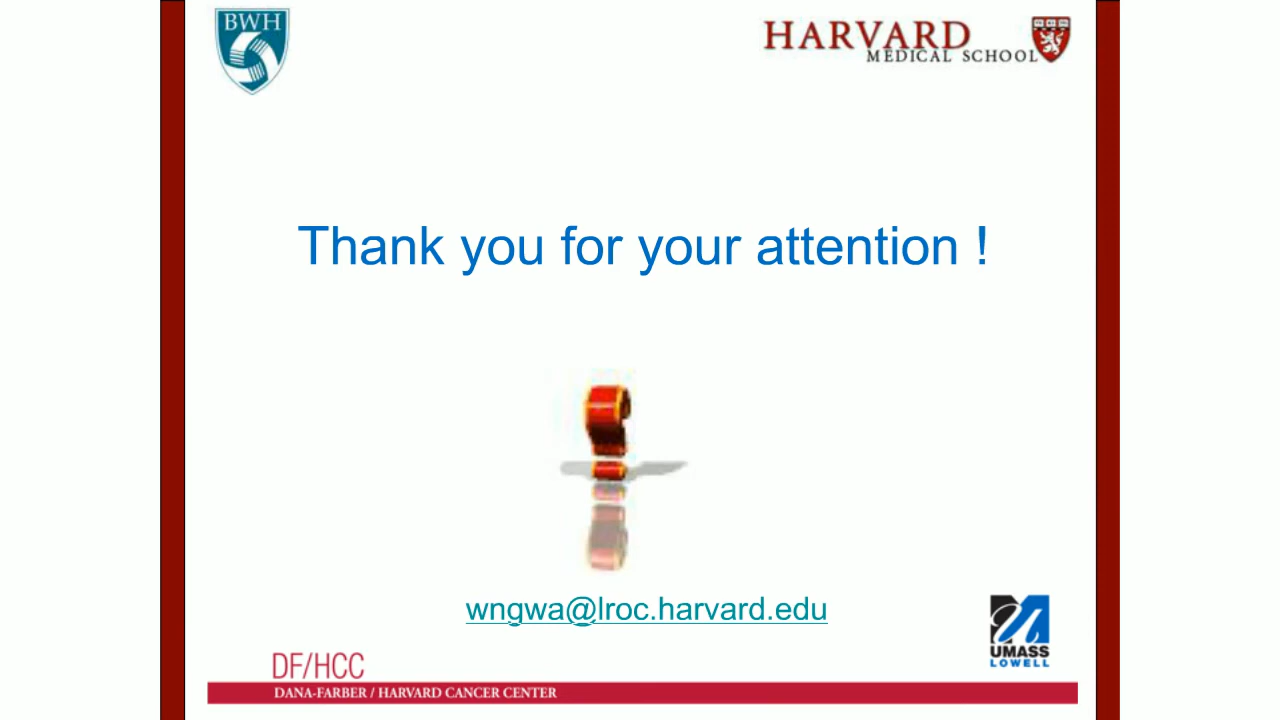 BWH
HARVARD
MEDICAL SCHOOL
Thank you for your attention !
wngwa@lroc.harvard.edu
UMASS
LOWELL
DF/HCC
DANA-FARBER / HARVARD CANCER CENTER